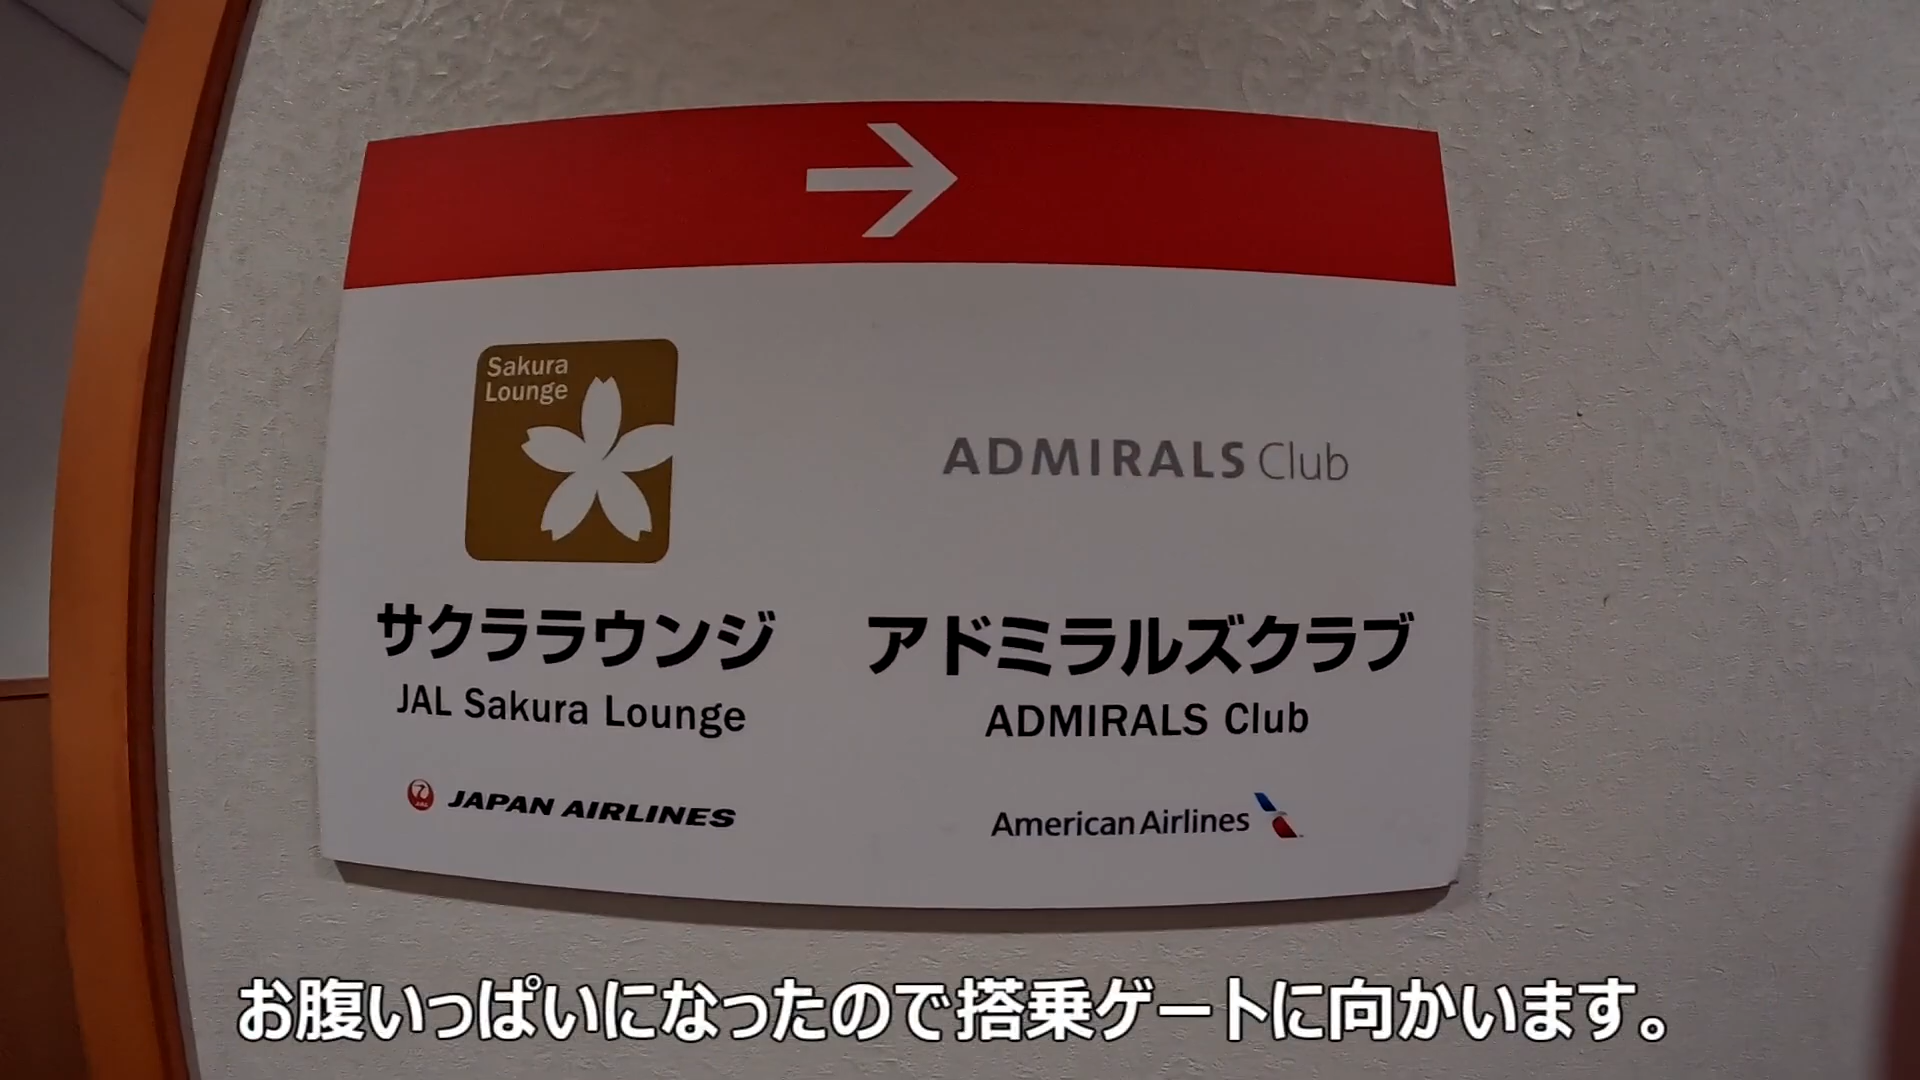 Sakura
Lounge
ADMIRALS Club
サクララウンジ
JAL Sakura Lounge
アドミラルズクラブ
ADMIRALS Club
JAL
JAPAN AIRLINES
American Airlines
お腹いっぱいになったので搭乗ゲートに向かいます。